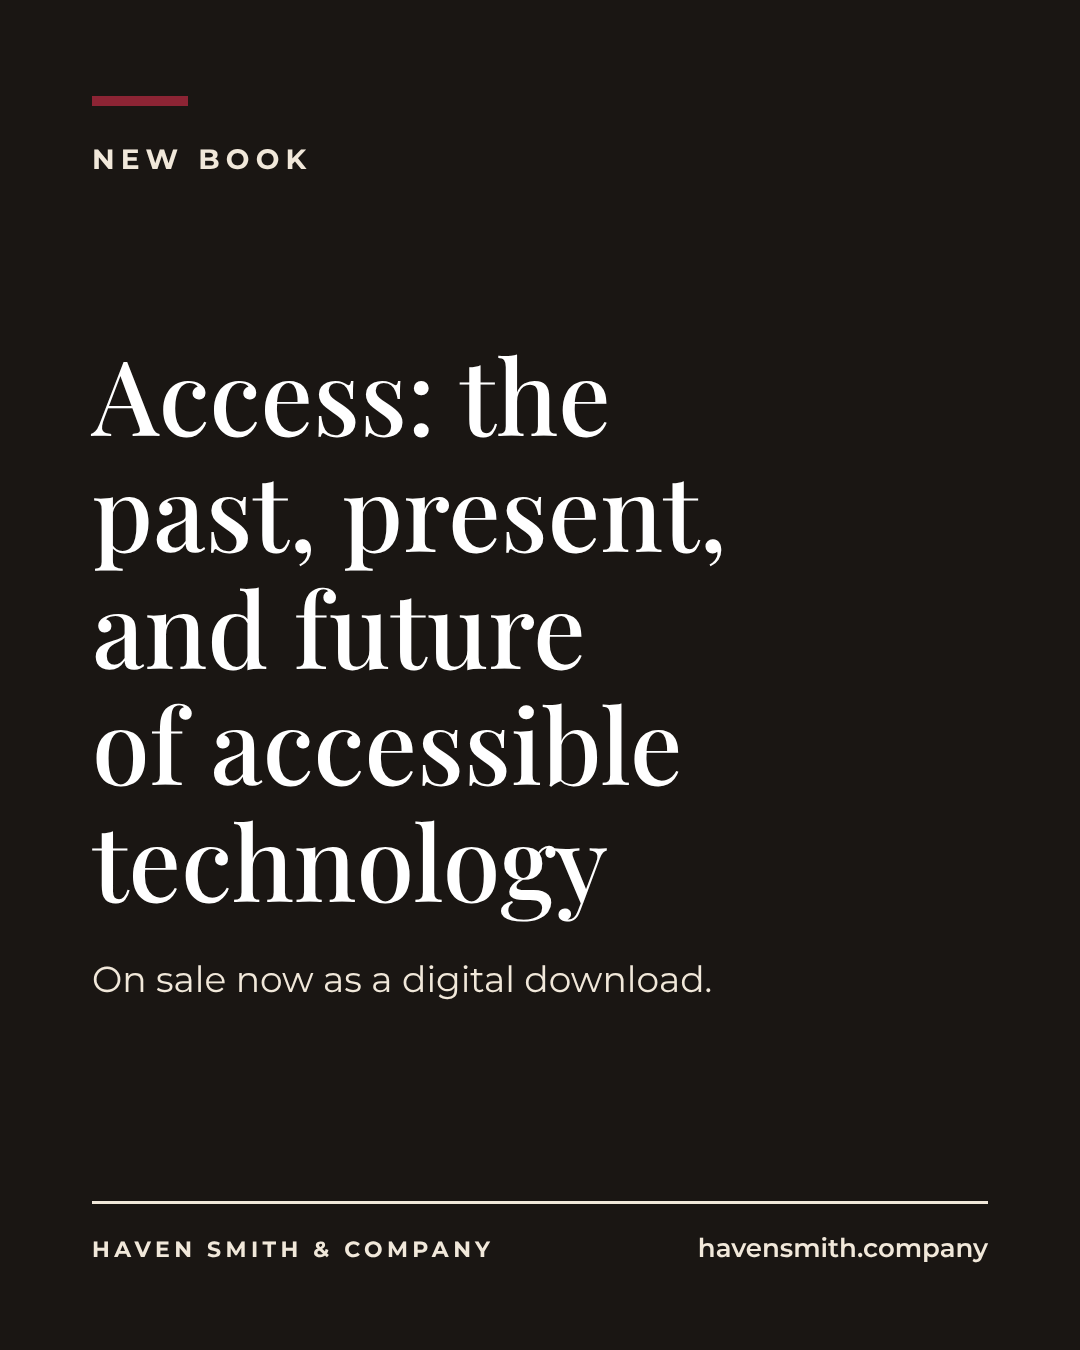 NEW BOOK
Access: the
past, present,
and future
of accessible
technology
On sale now as a digital download.
HAVEN SMITH & COMPANY
havensmith.company